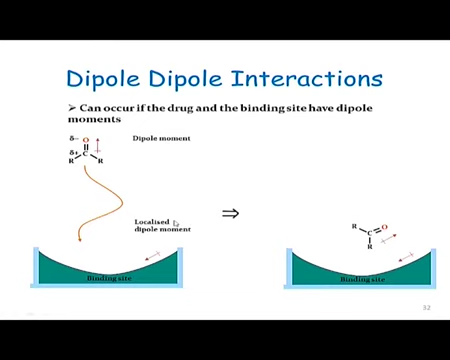 Dipole Dipole Interactions
➢ Can occur if the drug and the binding site have dipole
moments
δ− O
Dipole moment
δ+ C
R R
Localised
dipole moment
⇒
R C O
R
Binding site
Binding site
32